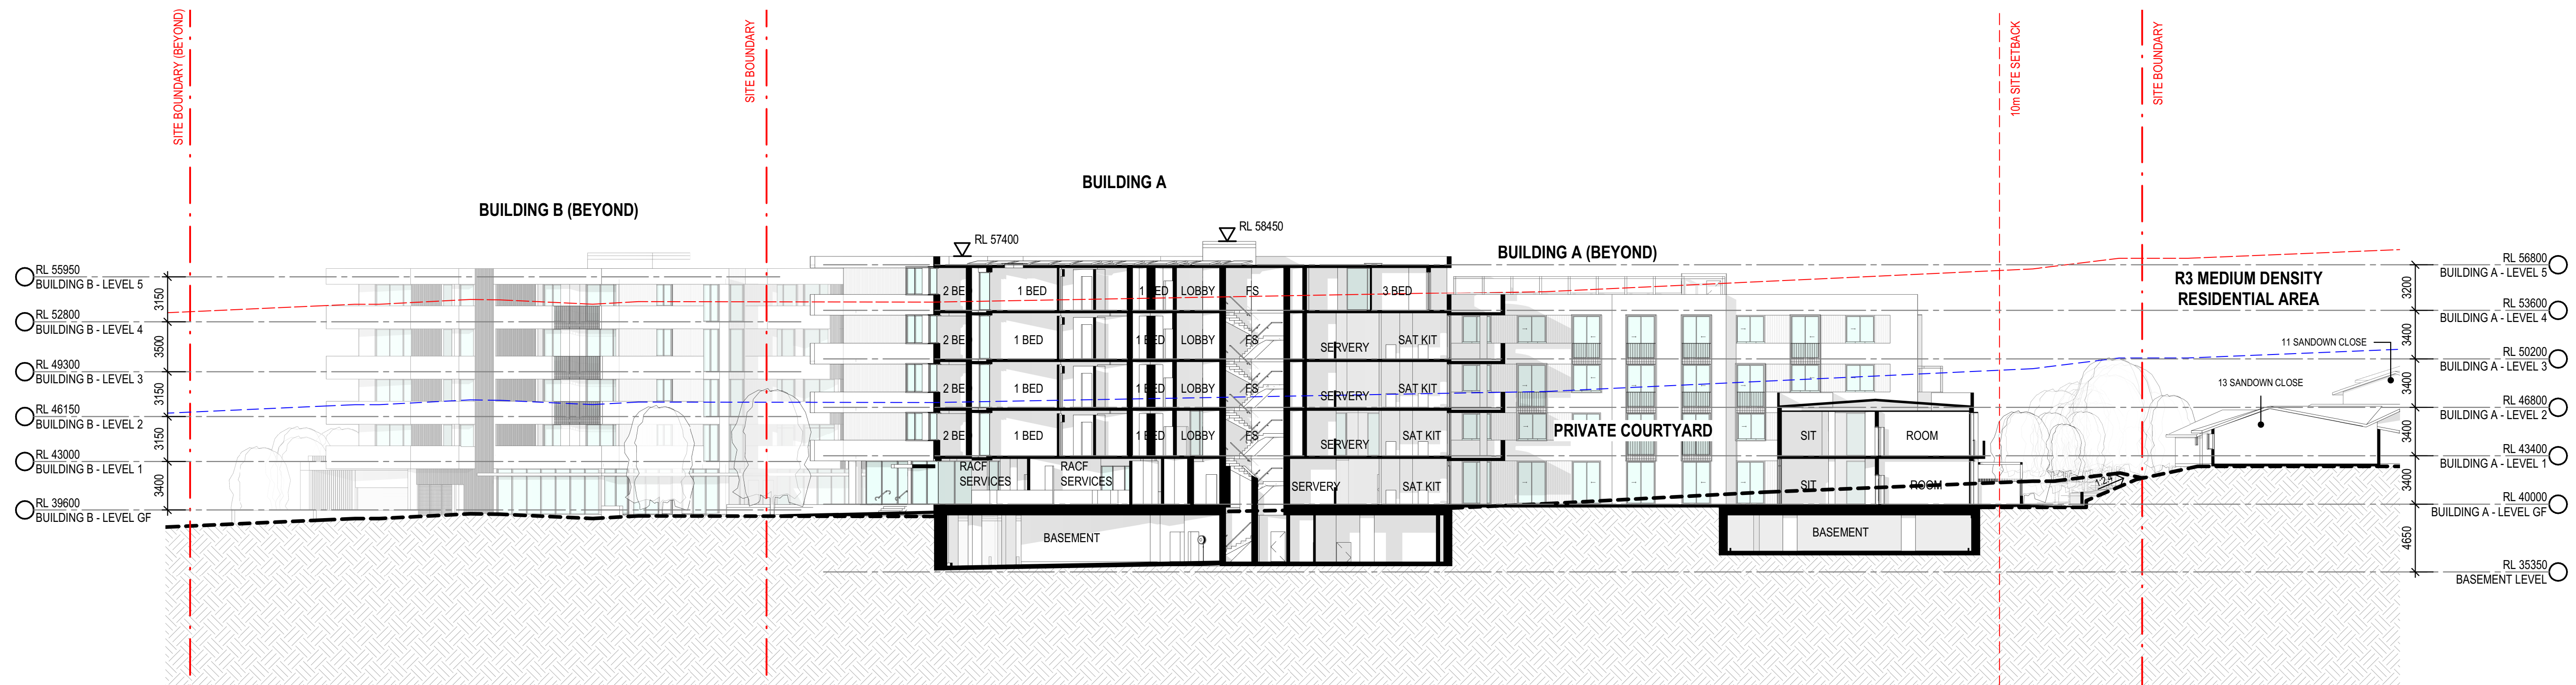 SITE BOUNDARY (BEYOND)
SITE BOUNDARY
10m SITE SETBACK
SITE BOUNDARY
BUILDING A
BUILDING B (BEYOND)
RL 58450
RL 57400
BUILDING A (BEYOND)
R3 MEDIUM DENSITY
RESIDENTIAL AREA
RL 55950
BUILDING B - LEVEL 5
3150
RL 52800
BUILDING B - LEVEL 4
3500
RL 49300
BUILDING B - LEVEL 3
3150
RL 46150
BUILDING B - LEVEL 2
3150
RL 43000
BUILDING B - LEVEL 1
3400
RL 39600
BUILDING B - LEVEL GF
2 BED
1 BED
1 BED
LOBBY
FS
3 BED
2 BED
1 BED
1 BED
LOBBY
FS
SERVERY
SAT KIT
2 BED
1 BED
1 BED
LOBBY
FS
SERVERY
SAT KIT
2 BED
1 BED
1 BED
LOBBY
FS
SERVERY
SAT KIT
RACF
SERVICES
RACF
SERVICES
SERVERY
SAT KIT
BASEMENT
PRIVATE COURTYARD
SIT
ROOM
SIT
ROOM
BASEMENT
11 SANDOWN CLOSE
13 SANDOWN CLOSE
RL 56800
BUILDING A - LEVEL 5
3200
RL 53600
BUILDING A - LEVEL 4
3400
RL 50200
BUILDING A - LEVEL 3
3400
RL 46800
BUILDING A - LEVEL 2
3400
RL 43400
BUILDING A - LEVEL 1
3400
RL 40000
BUILDING A - LEVEL GF
4650
RL 35350
BASEMENT LEVEL